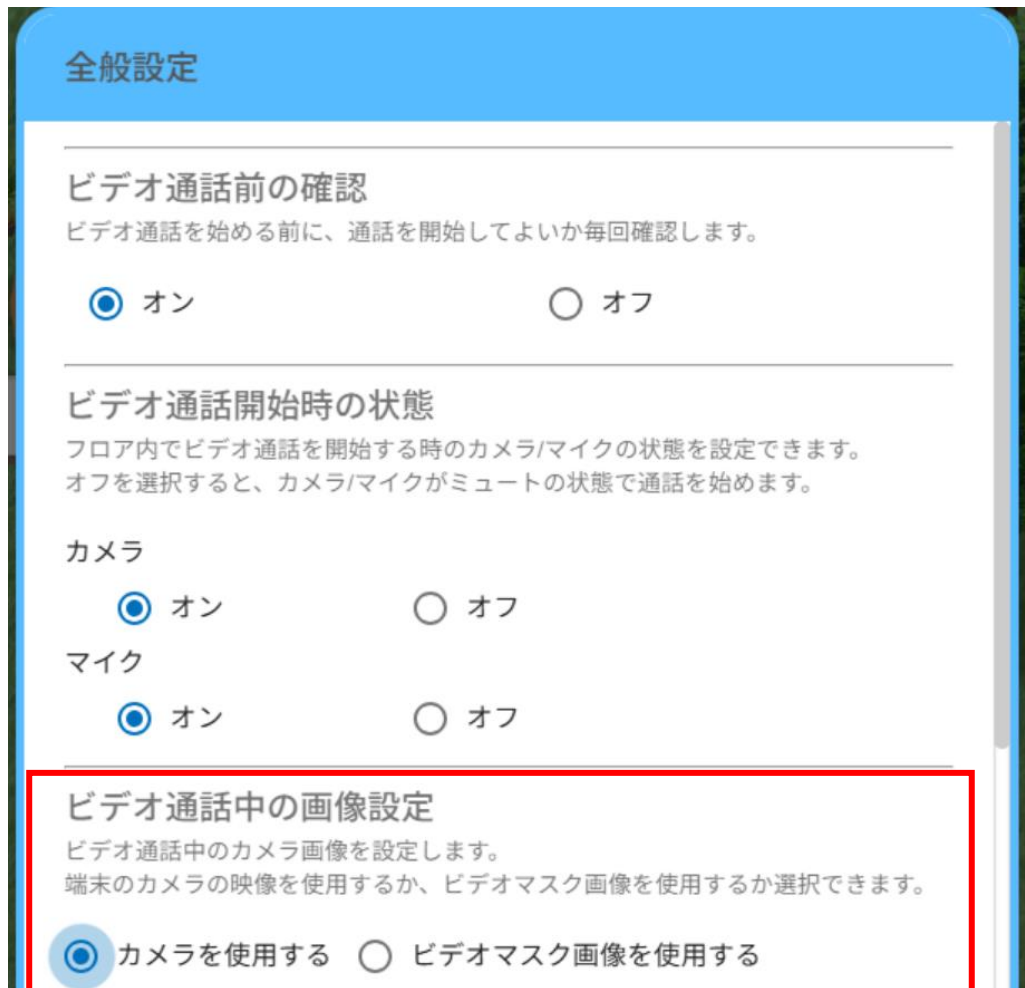 全般設定
ビデオ通話前の確認
ビデオ通話を始める前に、通話を開始してよいか毎回確認します。
オン オフ
ビデオ通話開始時の状態
フロア内でビデオ通話を開始する時のカメラ/マイクの状態を設定できます。
オフを選択すると、カメラ/マイクがミュートの状態で通話を始めます。
カメラ
オン オフ
マイク
オン オフ
ビデオ通話中の画像設定
ビデオ通話中のカメラ画像を設定します。
端末のカメラの映像を使用するか、ビデオマスク画像を使用するか選択できます。
カメラを使用する ビデオマスク画像を使用する